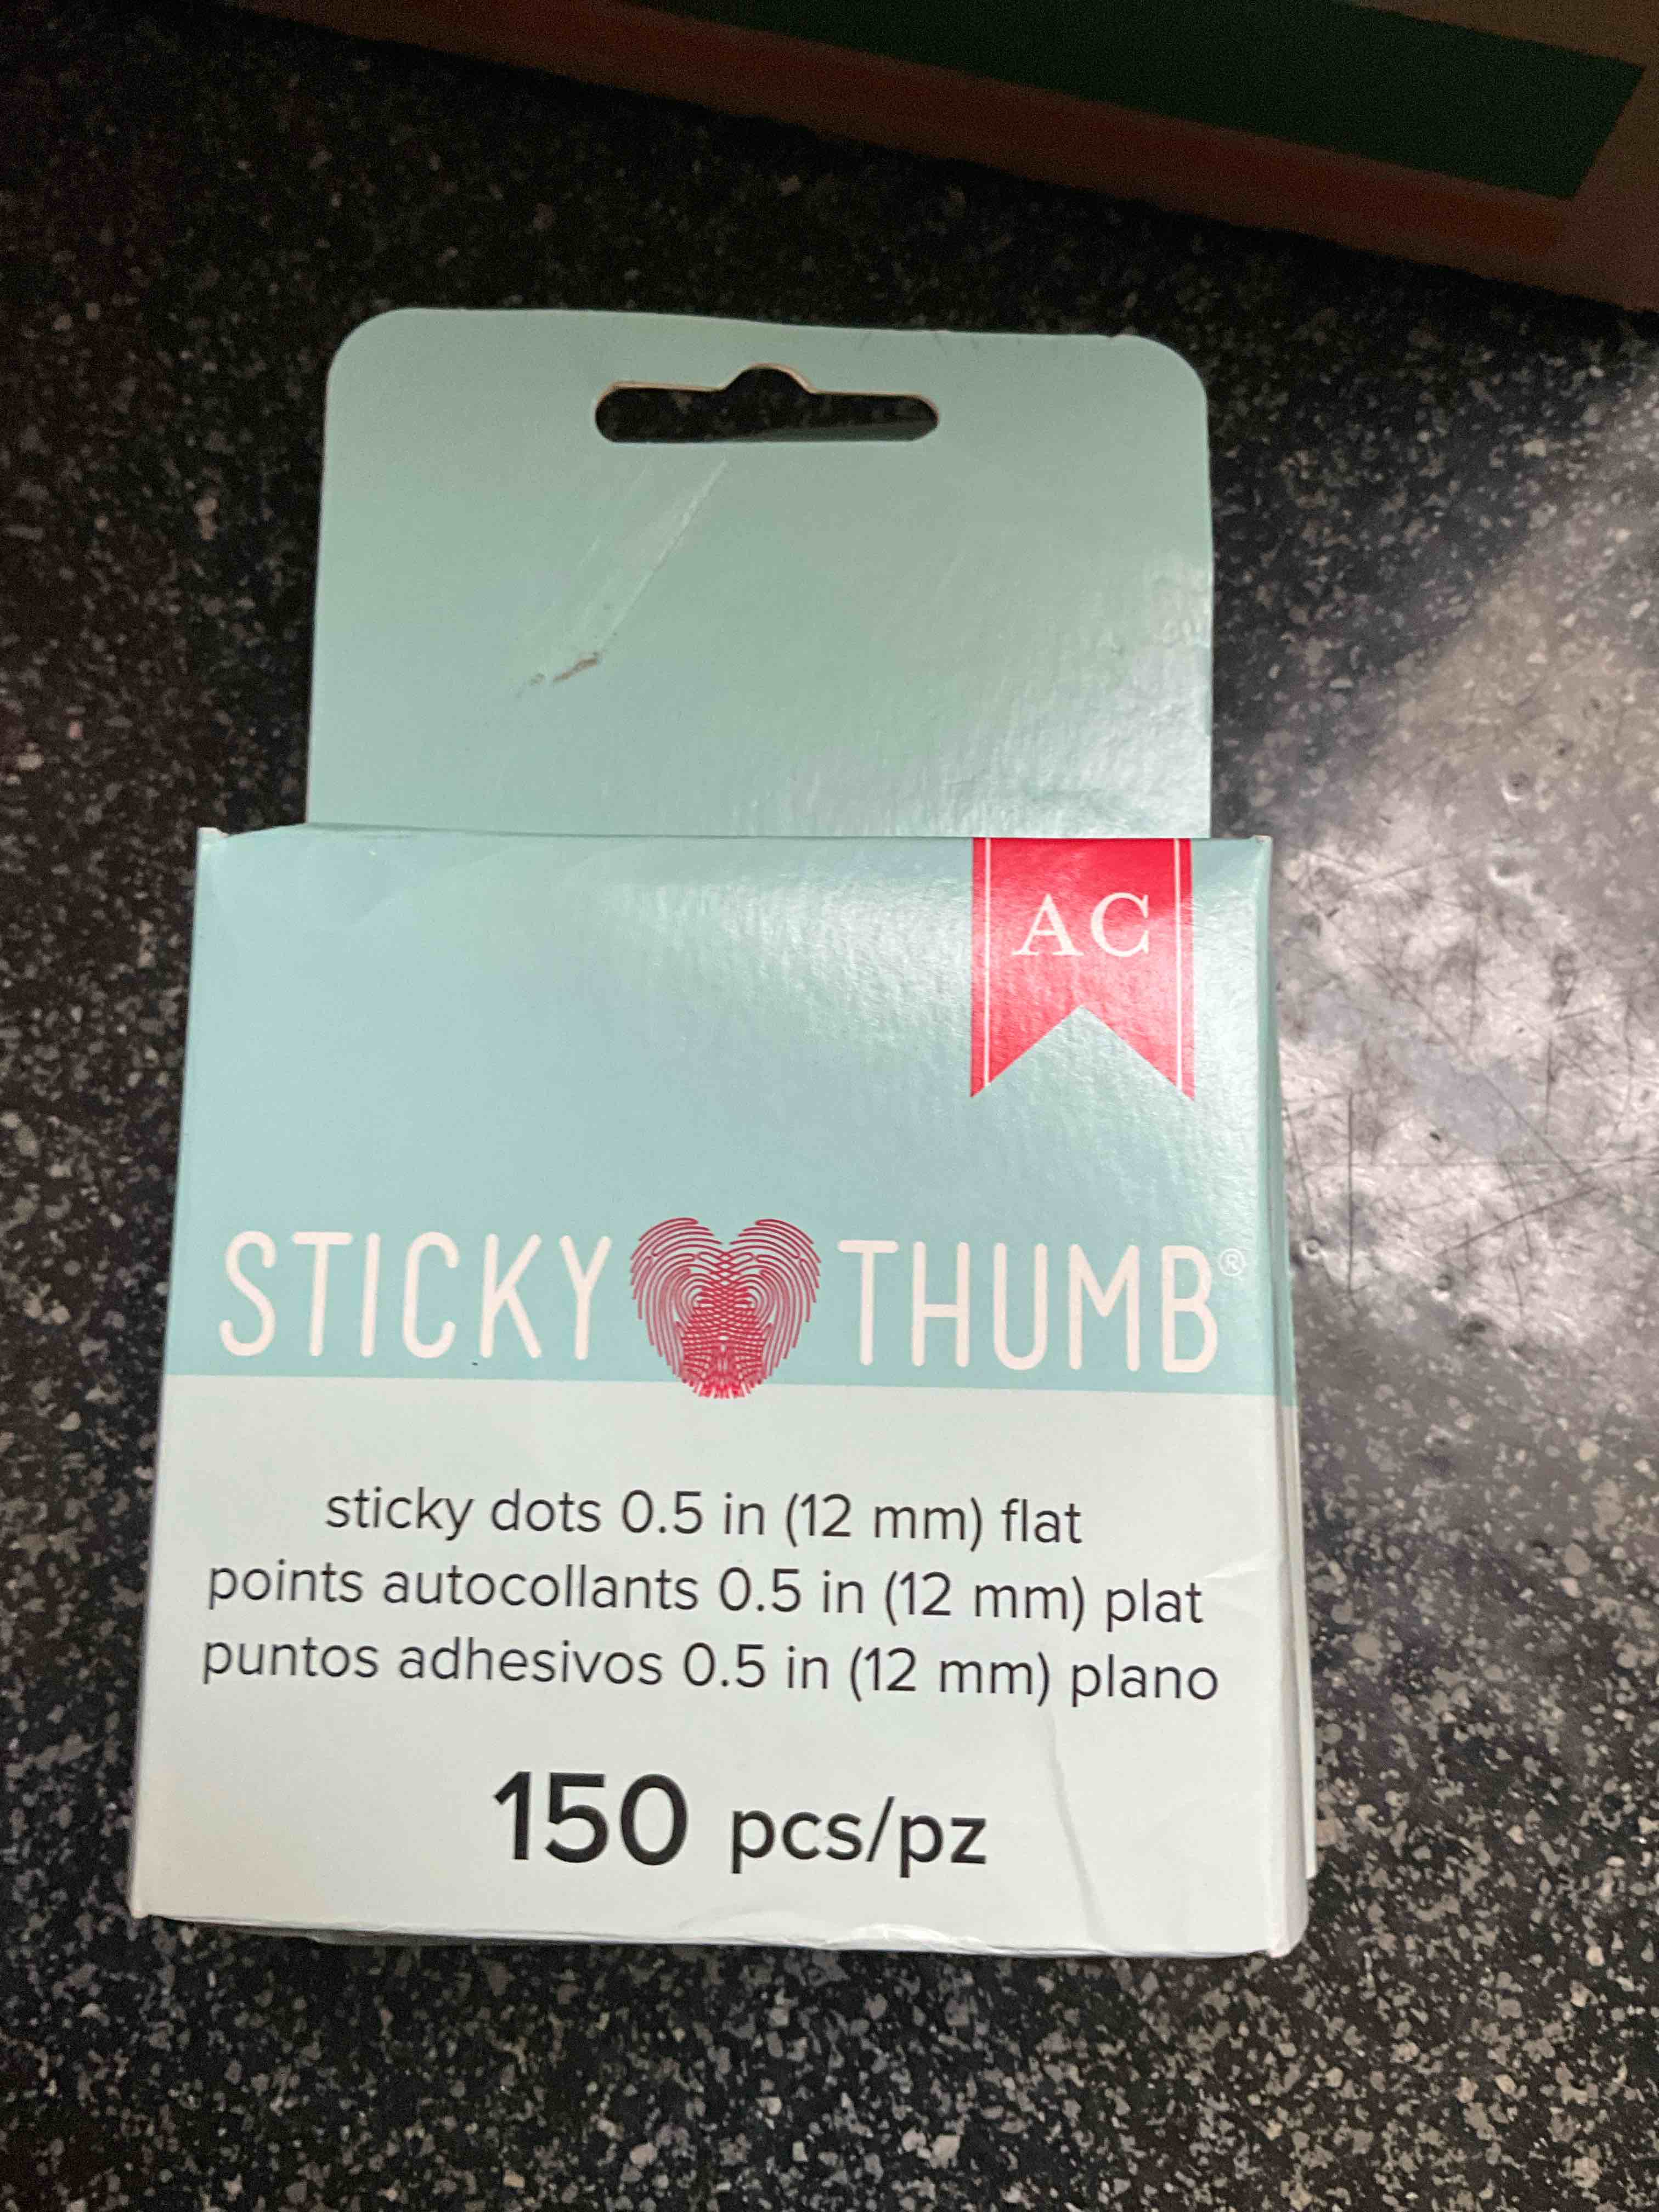 AC
STICKY THUMB®
sticky dots 0.5 in (12 mm) flat
points autocollants 0.5 in (12 mm) plat
puntos adhesivos 0.5 in (12 mm) plano
150 pcs/pz